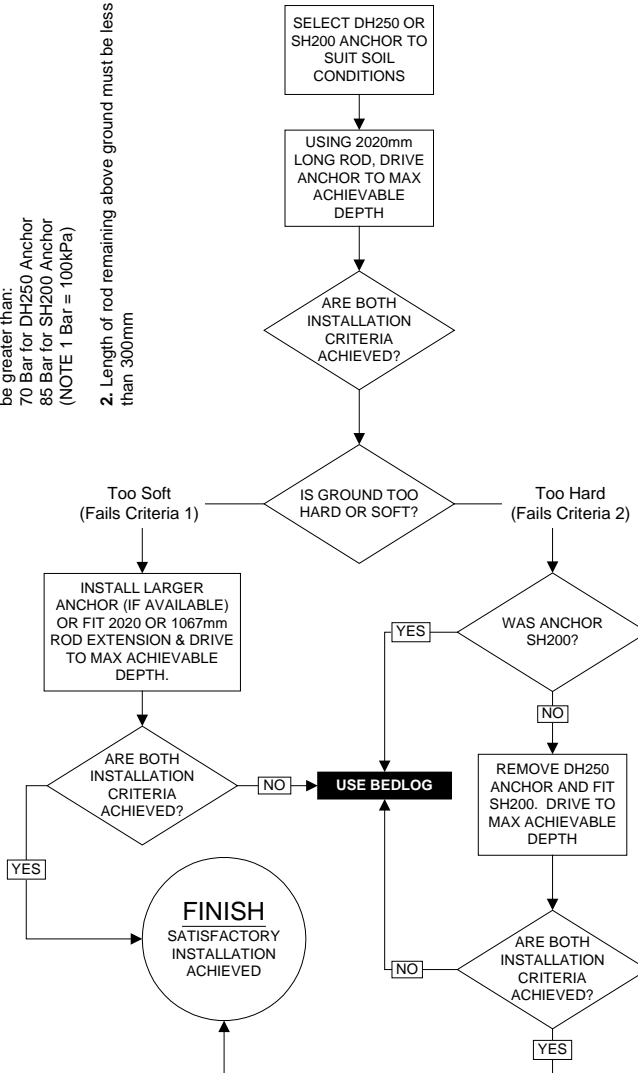 be greater than:
70 Bar for DH250 Anchor
85 Bar for SH200 Anchor
(NOTE 1 Bar = 100kPa)
2. Length of rod remaining above ground must be less
than 300mm
SELECT DH250 OR
SH200 ANCHOR TO
SUIT SOIL
CONDITIONS
USING 2020mm
LONG ROD, DRIVE
ANCHOR TO MAX
ACHIEVABLE
DEPTH
ARE BOTH
INSTALLATION
CRITERIA
ACHIEVED?
IS GROUND TOO
HARD OR SOFT?
Too Soft
(Fails Criteria 1)
Too Hard
(Fails Criteria 2)
INSTALL LARGER
ANCHOR (IF AVAILABLE)
OR FIT 2020 OR 1067mm
ROD EXTENSION & DRIVE
TO MAX ACHIEVABLE
DEPTH.
WAS ANCHOR
SH200?
YES
NO
ARE BOTH
INSTALLATION
CRITERIA
ACHIEVED?
NO
USE BEDLOG
REMOVE DH250
ANCHOR AND FIT
SH200. DRIVE TO
MAX ACHIEVABLE
DEPTH
YES
FINISH
SATISFACTORY
INSTALLATION
ACHIEVED
NO
ARE BOTH
INSTALLATION
CRITERIA
ACHIEVED?
YES